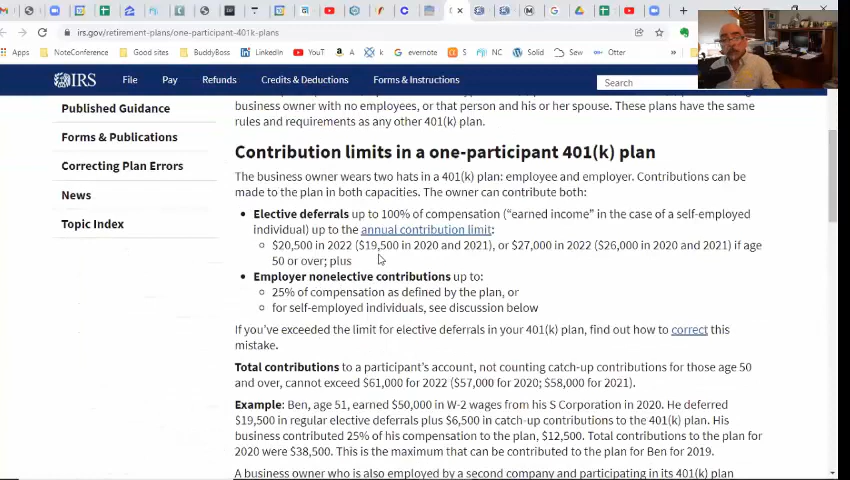 irs.gov/retirement-plans/one-participant-401k-plans
Apps NoteConference Good sites BuddyBoss LinkedIn YouT AZ k evernote S NC Solid See Otter
IRS File Pay Refunds Credits & Deductions Forms & Instructions Search
Published Guidance
Forms & Publications
Correcting Plan Errors
News
Topic Index
business owner with no employees, or that person and his or her spouse. These plans have the same
rules and requirements as any other 401(k) plan.
Contribution limits in a one-participant 401(k) plan
The business owner wears two hats in a 401(k) plan: employee and employer. Contributions can be
made to the plan in both capacities. The owner can contribute both:
• Elective deferrals up to 100% of compensation (“earned income” in the case of a self-employed
individual) up to the annual contribution limit:
○ $20,500 in 2022 ($19,500 in 2020 and 2021), or $27,000 in 2022 ($26,000 in 2020 and 2021) if age
50 or over; plus
• Employer nonelective contributions up to:
○ 25% of compensation as defined by the plan, or
○ for self-employed individuals, see discussion below
If you've exceeded the limit for elective deferrals in your 401(k) plan, find out how to correct this
mistake.
Total contributions to a participant's account, not counting catch-up contributions for those age 50
and over, cannot exceed $61,000 for 2022 ($57,000 for 2020; $58,000 for 2021).
Example: Ben, age 51, earned $50,000 in W-2 wages from his S Corporation in 2020. He deferred
$19,500 in regular elective deferrals plus $6,500 in catch-up contributions to the 401(k) plan. His
business contributed 25% of his compensation to the plan, $12,500. Total contributions to the plan for
2020 were $38,500. This is the maximum that can be contributed to the plan for Ben for 2019.
A business owner who is also employed by a second company and participating in its 401(k) plan